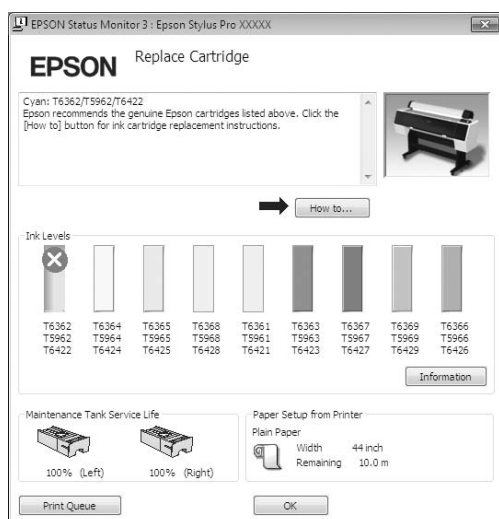 EPSON Status Monitor 3 : Epson Stylus Pro XXXXX
EPSON
Replace Cartridge
Cyan: T6362/T5962/T6422
Epson recommends the genuine Epson cartridges listed above. Click the
[How to] button for ink cartridge replacement instructions.
How to...
Ink Levels
T6362 T6364 T6365 T6368 T6361 T6363 T6367 T6369 T6366
T5962 T5964 T5965 T5968 T5961 T5963 T5967 T5969 T5966
T6422 T6424 T6425 T6428 T6421 T6423 T6427 T6429 T6426
Information
Maintenance Tank Service Life
100% (Left) 100% (Right)
Paper Setup from Printer
Plain Paper
Width 44 inch
Remaining 10.0 m
Print Queue
OK